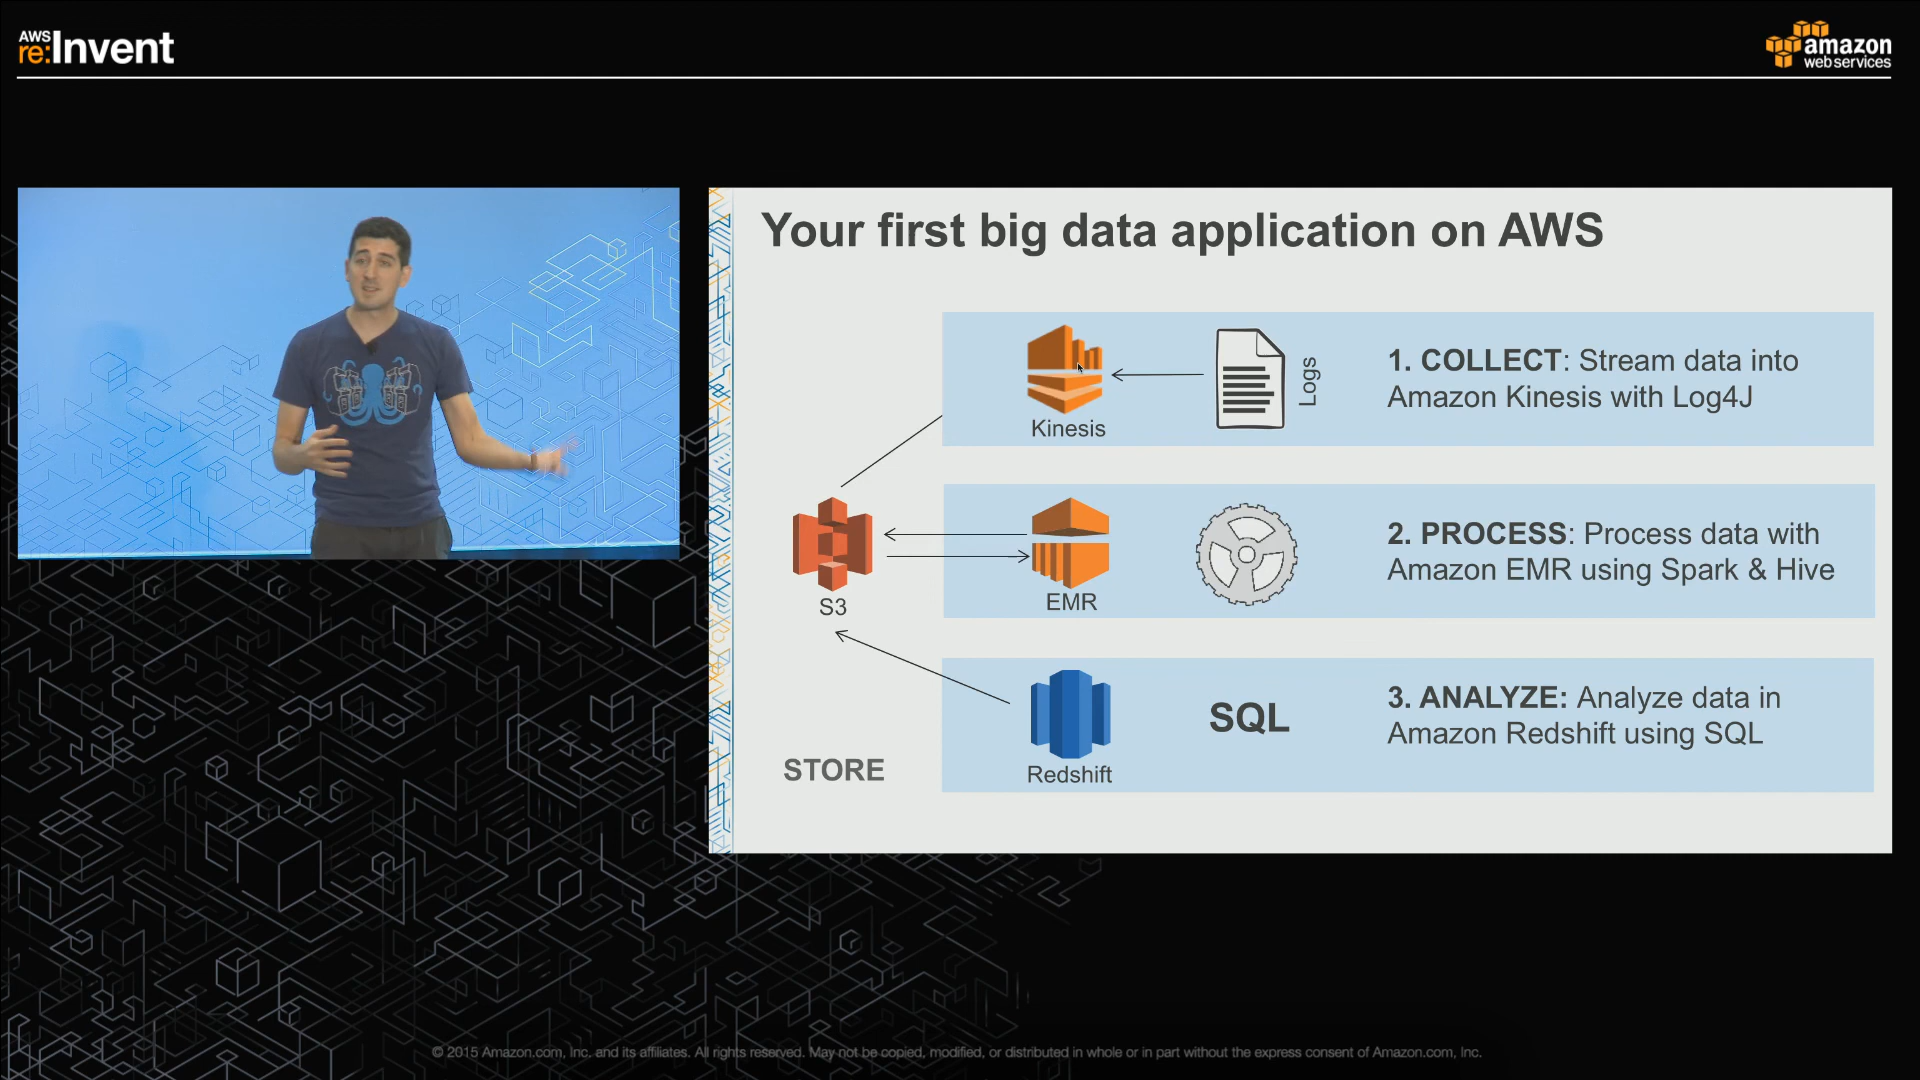 AWS
re:Invent
amazon
web services
Your first big data application on AWS
Kinesis
Logs
1. COLLECT: Stream data into
Amazon Kinesis with Log4J
S3
EMR
2. PROCESS: Process data with
Amazon EMR using Spark & Hive
STORE
Redshift
SQL
3. ANALYZE: Analyze data in
Amazon Redshift using SQL
© 2015 Amazon.com, Inc. and its affiliates. All rights reserved. May not be copied, modified, or distributed in whole or in part without the express consent of Amazon.com, Inc.